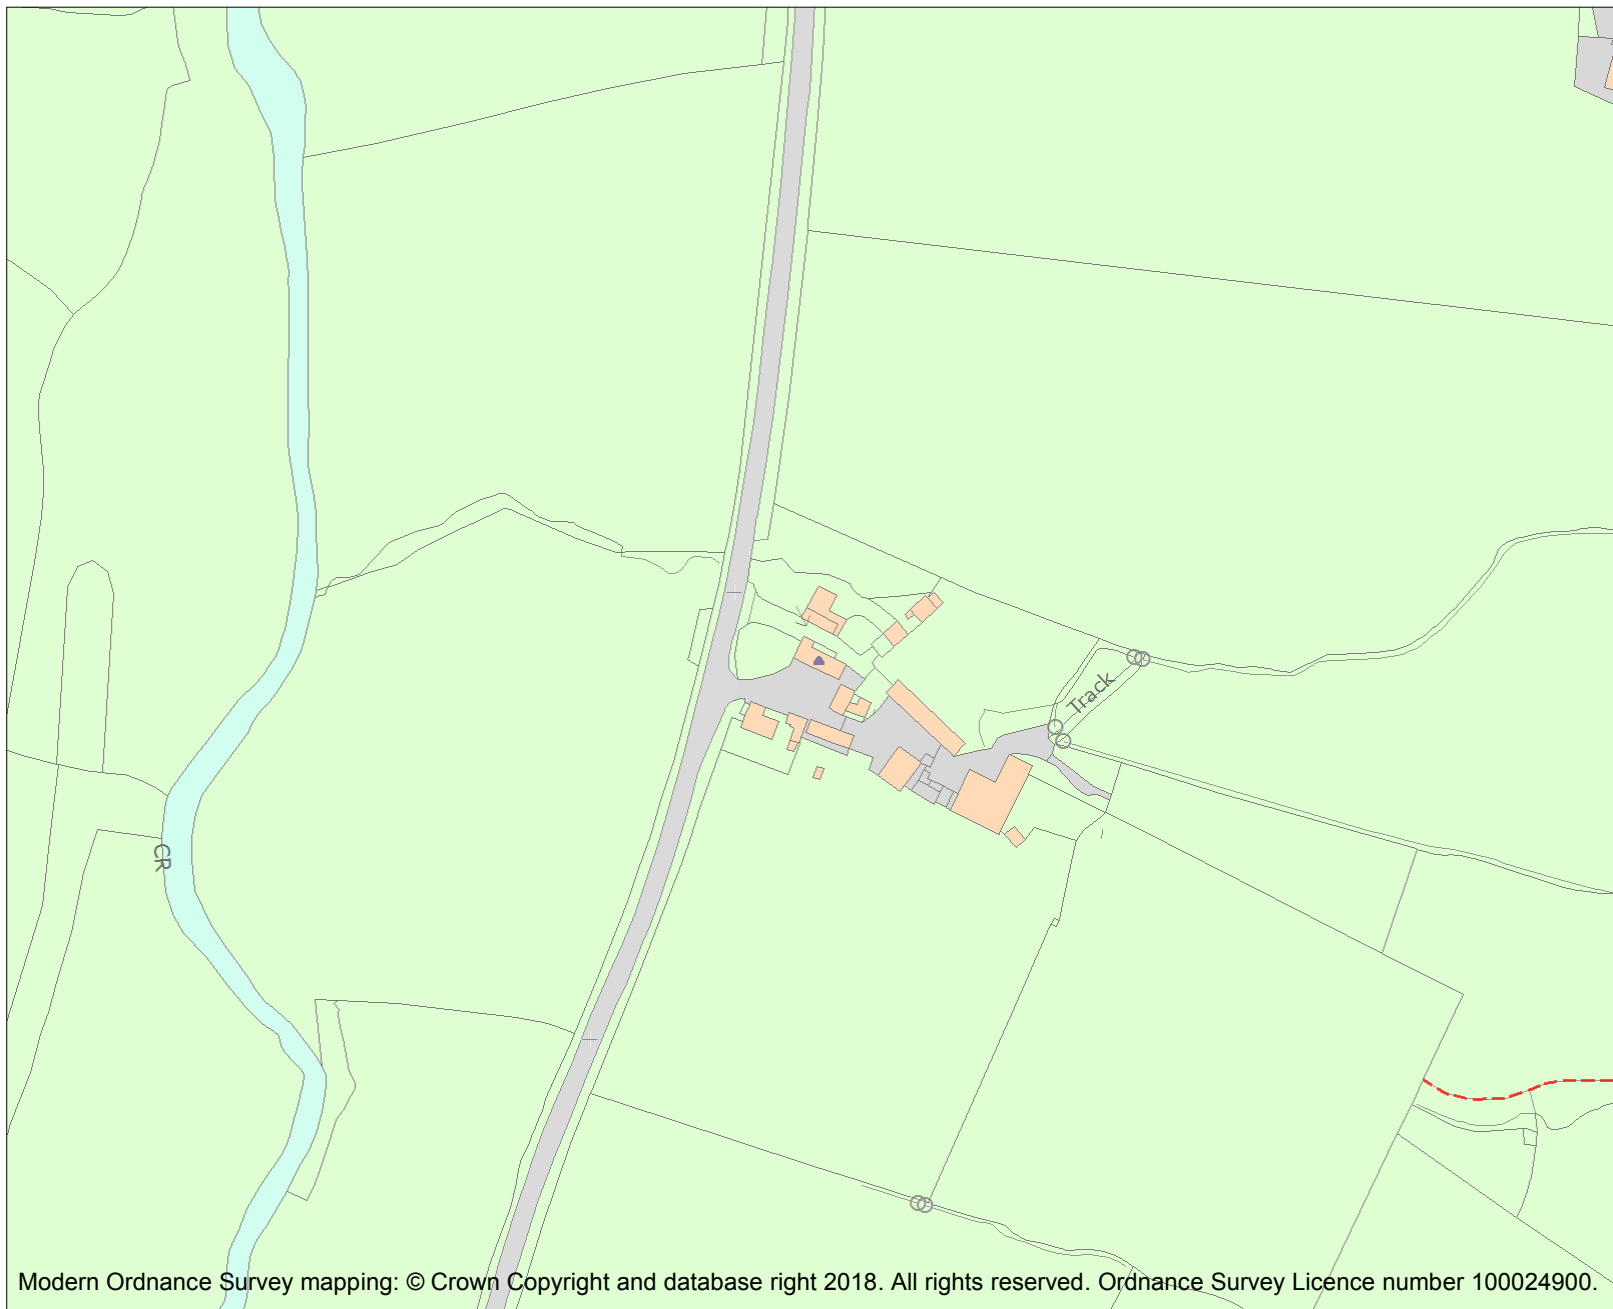 Track
CR
Modern Ordnance Survey mapping: © Crown Copyright and database right 2018. All rights reserved. Ordnance Survey Licence number 100024900.